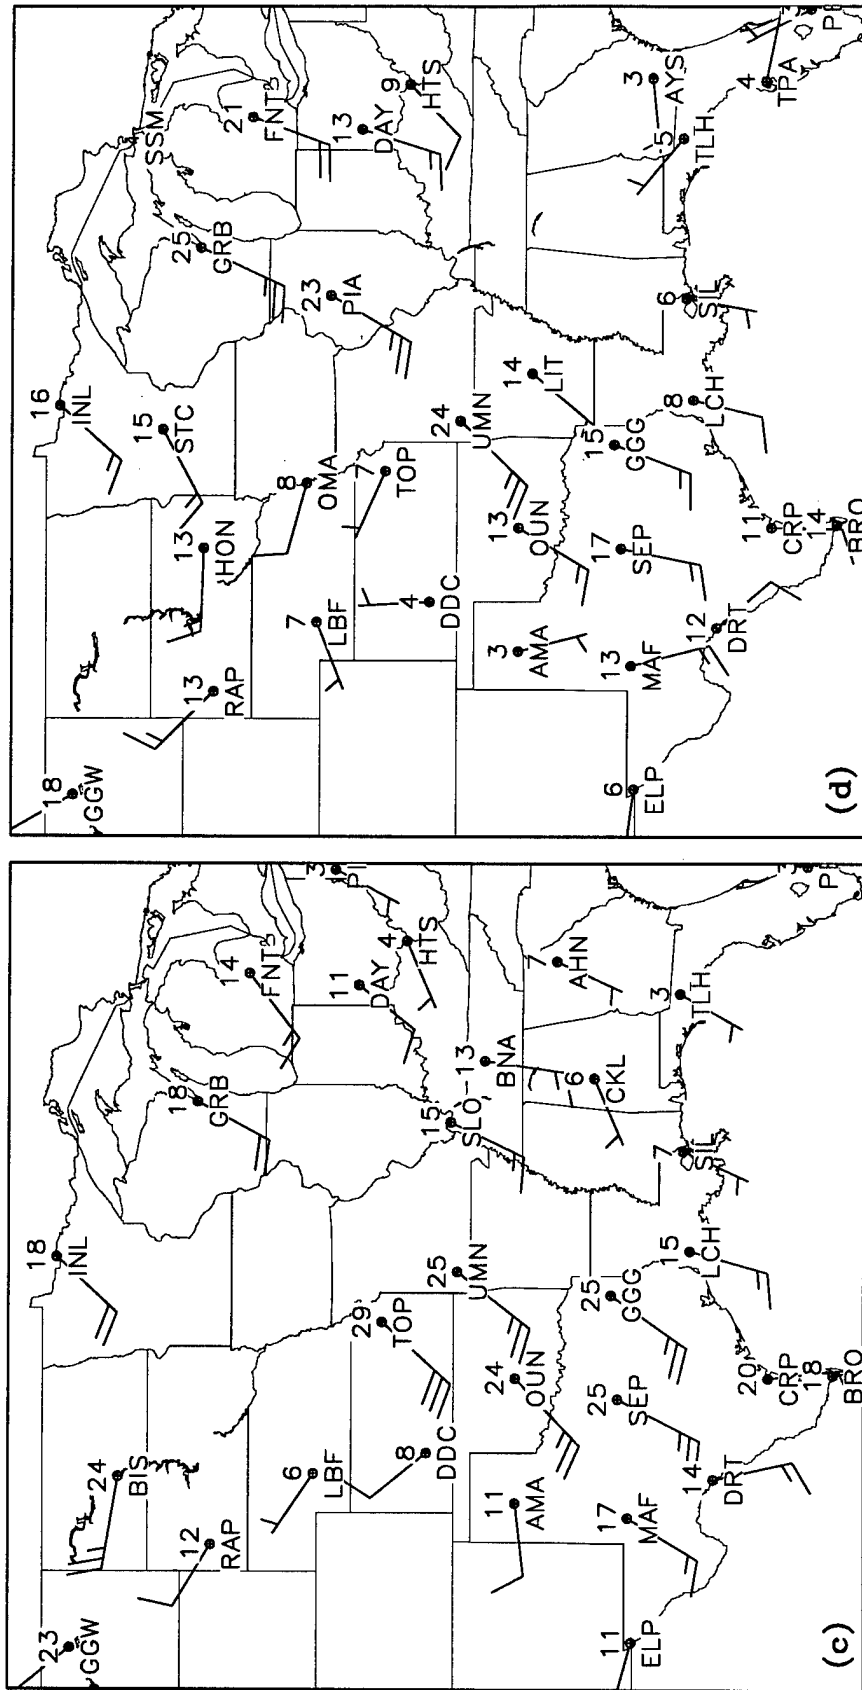 (c)
23
GGW
24
BIS
18
INL
12
RAP
18
GRB
14
FNT
6
LBF
29
TOP
11
DAY
4
HTS
8
DDC
25
UMN
15
SLO
13
BNA
11
AMA
24
OUN
7
AHN
6
CKL
17
MAF
25
SEP
25
GGG
11
ELP
14
DRT
15
LCH
7
SIL
3
TLH
20
CRP
18
BRO
(d)
18
GGW
16
INL
SSM
15
STC
13
RAP
13
HON
25
GRB
21
FNT
7
LBF
8
OMA
23
PIA
13
DAY
9
HTS
4
DDC
7
TOP
24
UMN
3
AMA
13
OUN
14
LIT
13
MAF
17
SEP
15
GGG
3
AYS
6
ELP
12
DRT
8
LCH
6
SIL
5
TLH
4
TPA
11
CRP
14
BRO